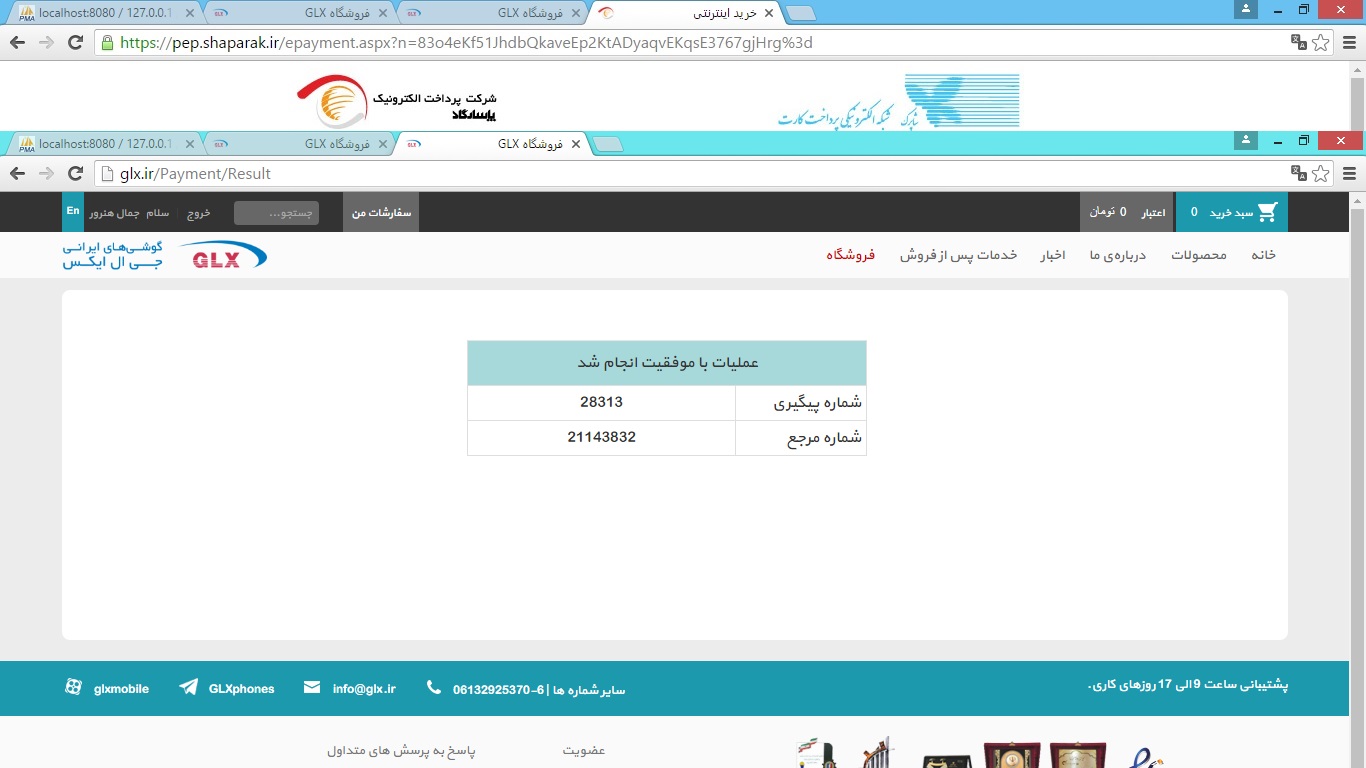 localhost:8080 / 127.0.0.1
فروشگاه GLX
فروشگاه GLX
خرید اینترنتی
https://pep.shaparak.ir/epayment.aspx?n=83o4eKf51JhdbQkaveEp2KtADyaqvEKqsE3767gjHrg%3d
شرکت پرداخت الکترونیک
پاسارگاد
شاپرک شبکه الکترونیکی پرداخت کارت
localhost:8080 / 127.0.0.1
فروشگاه GLX
فروشگاه GLX
glx.ir/Payment/Result
سبد خرید 0
اعتبار 0 تومان
سفارشات من
جستجو...
خروج
سلام جمال هنرور
En
خانه
محصولات
درباره‌ی ما
اخبار
خدمات پس از فروش
فروشگاه
GLX
گوشی‌های ایرانی
جی ال ایکس
عملیات با موفقیت انجام شد
شماره پیگیری 28313
شماره مرجع 21143832
پشتیبانی ساعت 9 الی 17 روزهای کاری.
سایر شماره ها | 06132925370-6
info@glx.ir
GLXphones
glxmobile
عضویت
پاسخ به پرسش های متداول